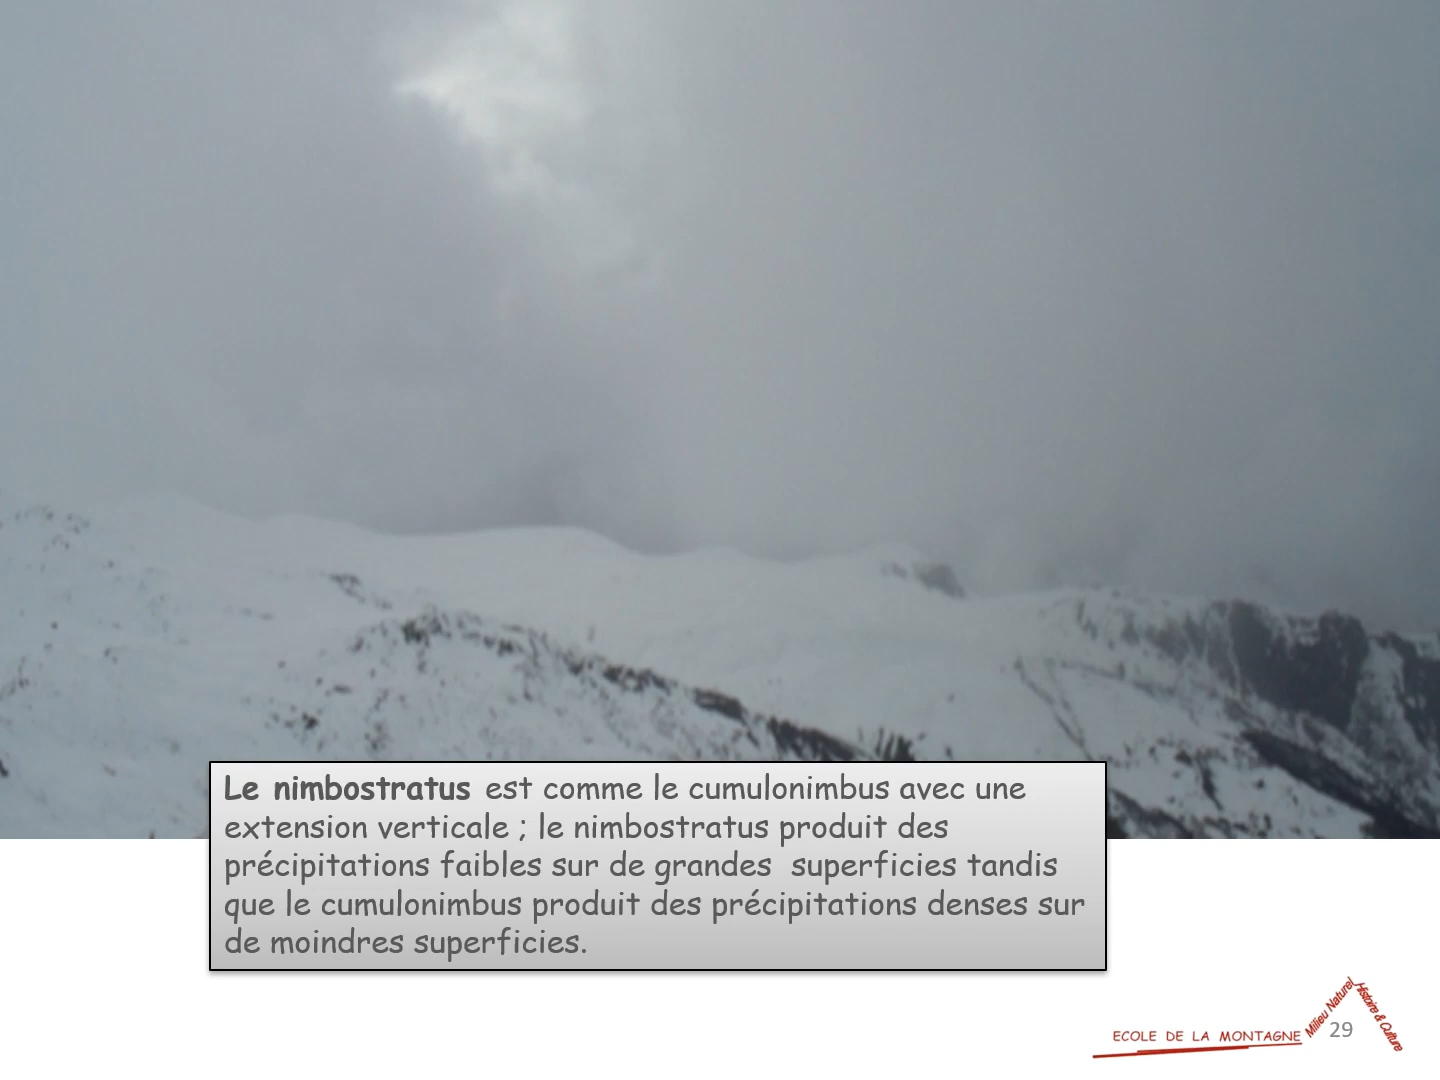 Le nimbostratus est comme le cumulonimbus avec une
extension verticale ; le nimbostratus produit des
précipitations faibles sur de grandes superficies tandis
que le cumulonimbus produit des précipitations denses sur
de moindres superficies.
ECOLE DE LA MONTAGNE
Milieu Naturel
Histoire & Culture
29